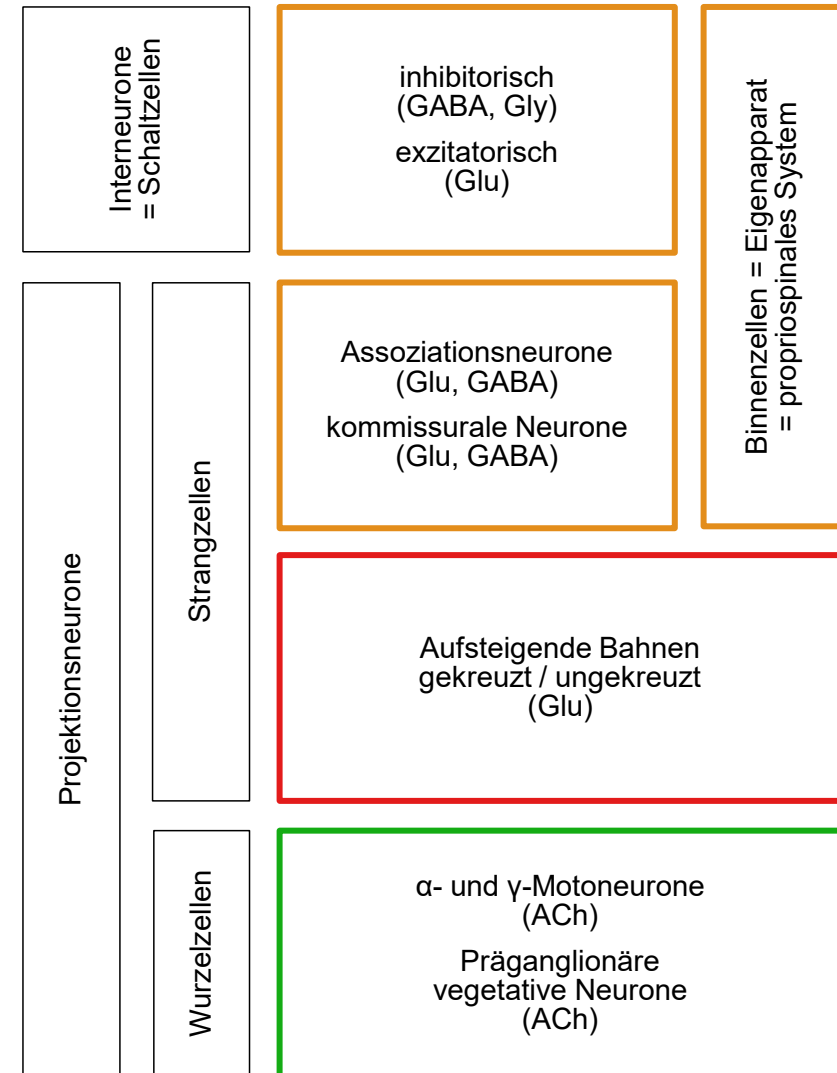 Interneurone
= Schaltzellen
inhibitorisch
(GABA, Gly)
exzitatorisch
(Glu)
Binnenzellen = Eigenapparat
= propriospinales System
Projektionsneurone
Strangzellen
Assoziationsneurone
(Glu, GABA)
kommissurale Neurone
(Glu, GABA)
Aufsteigende Bahnen
gekreuzt / ungekreuzt
(Glu)
Wurzelzellen
α- und γ-Motoneurone
(ACh)
Präganglionäre
vegetative Neurone
(ACh)